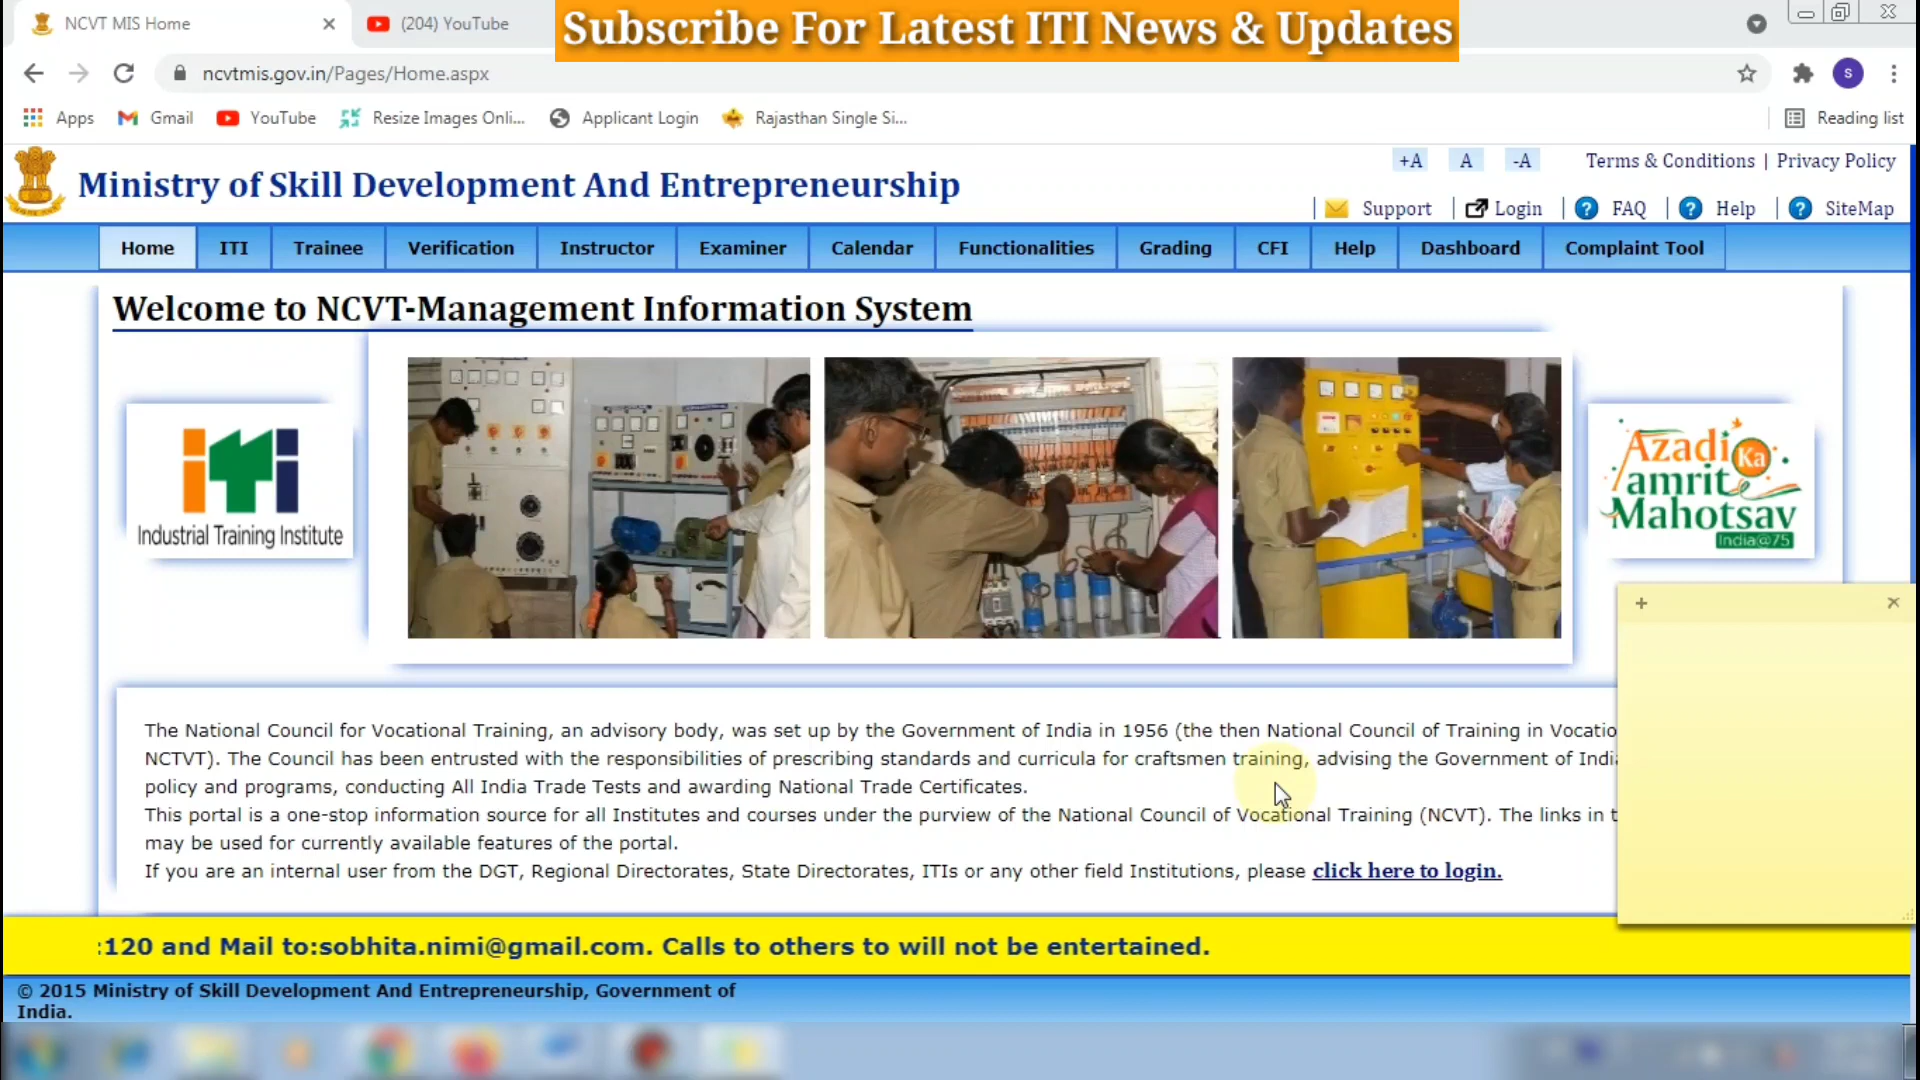 NCVT MIS Home
(204) YouTube
Subscribe For Latest ITI News & Updates
ncvtmis.gov.in/Pages/Home.aspx
S
Apps
Gmail
YouTube
Resize Images Onli...
Applicant Login
Rajasthan Single Si...
Reading list
Ministry of Skill Development And Entrepreneurship
+A A -A
Terms & Conditions | Privacy Policy
Support | Login | FAQ | Help | SiteMap
Home ITI Trainee Verification Instructor Examiner Calendar Functionalities Grading CFI Help Dashboard Complaint Tool
Welcome to NCVT-Management Information System
iTi
Industrial Training Institute
Azadi Ka
amrit
Mahotsav
India@75
The National Council for Vocational Training, an advisory body, was set up by the Government of India in 1956 (the then National Council of Training in Vocatio
NCTVT). The Council has been entrusted with the responsibilities of prescribing standards and curricula for craftsmen training, advising the Government of Indi
policy and programs, conducting All India Trade Tests and awarding National Trade Certificates.
This portal is a one-stop information source for all Institutes and courses under the purview of the National Council of Vocational Training (NCVT). The links in t
may be used for currently available features of the portal.
If you are an internal user from the DGT, Regional Directorates, State Directorates, ITIs or any other field Institutions, please click here to login.
:120 and Mail to:sobhita.nimi@gmail.com. Calls to others to will not be entertained.
© 2015 Ministry of Skill Development And Entrepreneurship, Government of
India.